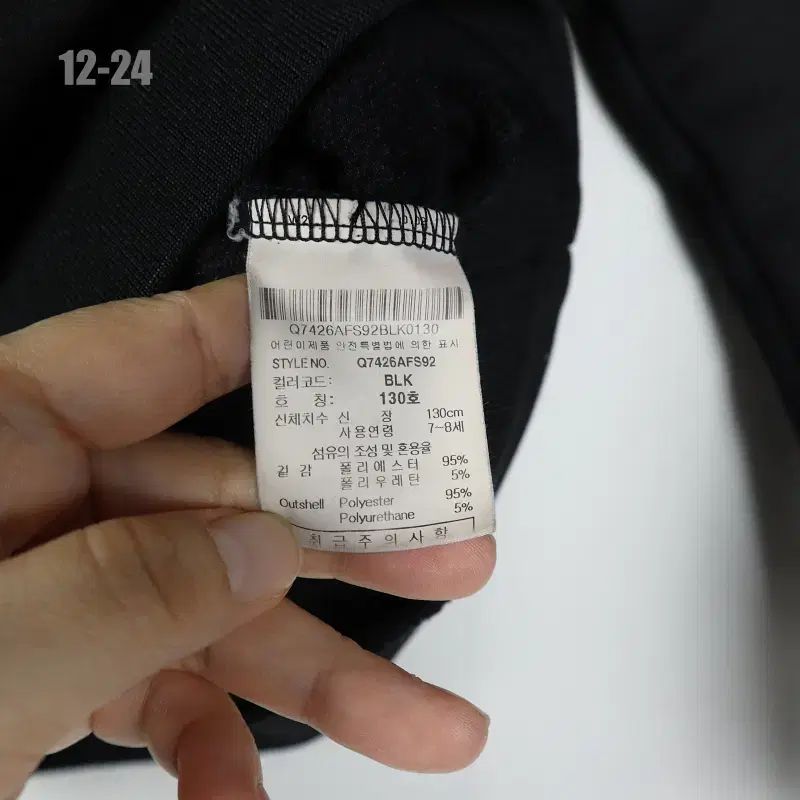 12-24
Q7426AFS92BLK0130
어린이제품 안전특별법에 의한 표시
STYLE NO. Q7426AFS92
컬러코드: BLK
호 칭: 130호
신체치수 신 장 130cm
사용연령 7~8세
섬유의 조성 및 혼용율
겉 감 폴리에스터 95%
폴리우레탄 5%
Outshell Polyester 95%
Polyurethane 5%
취급주의사항